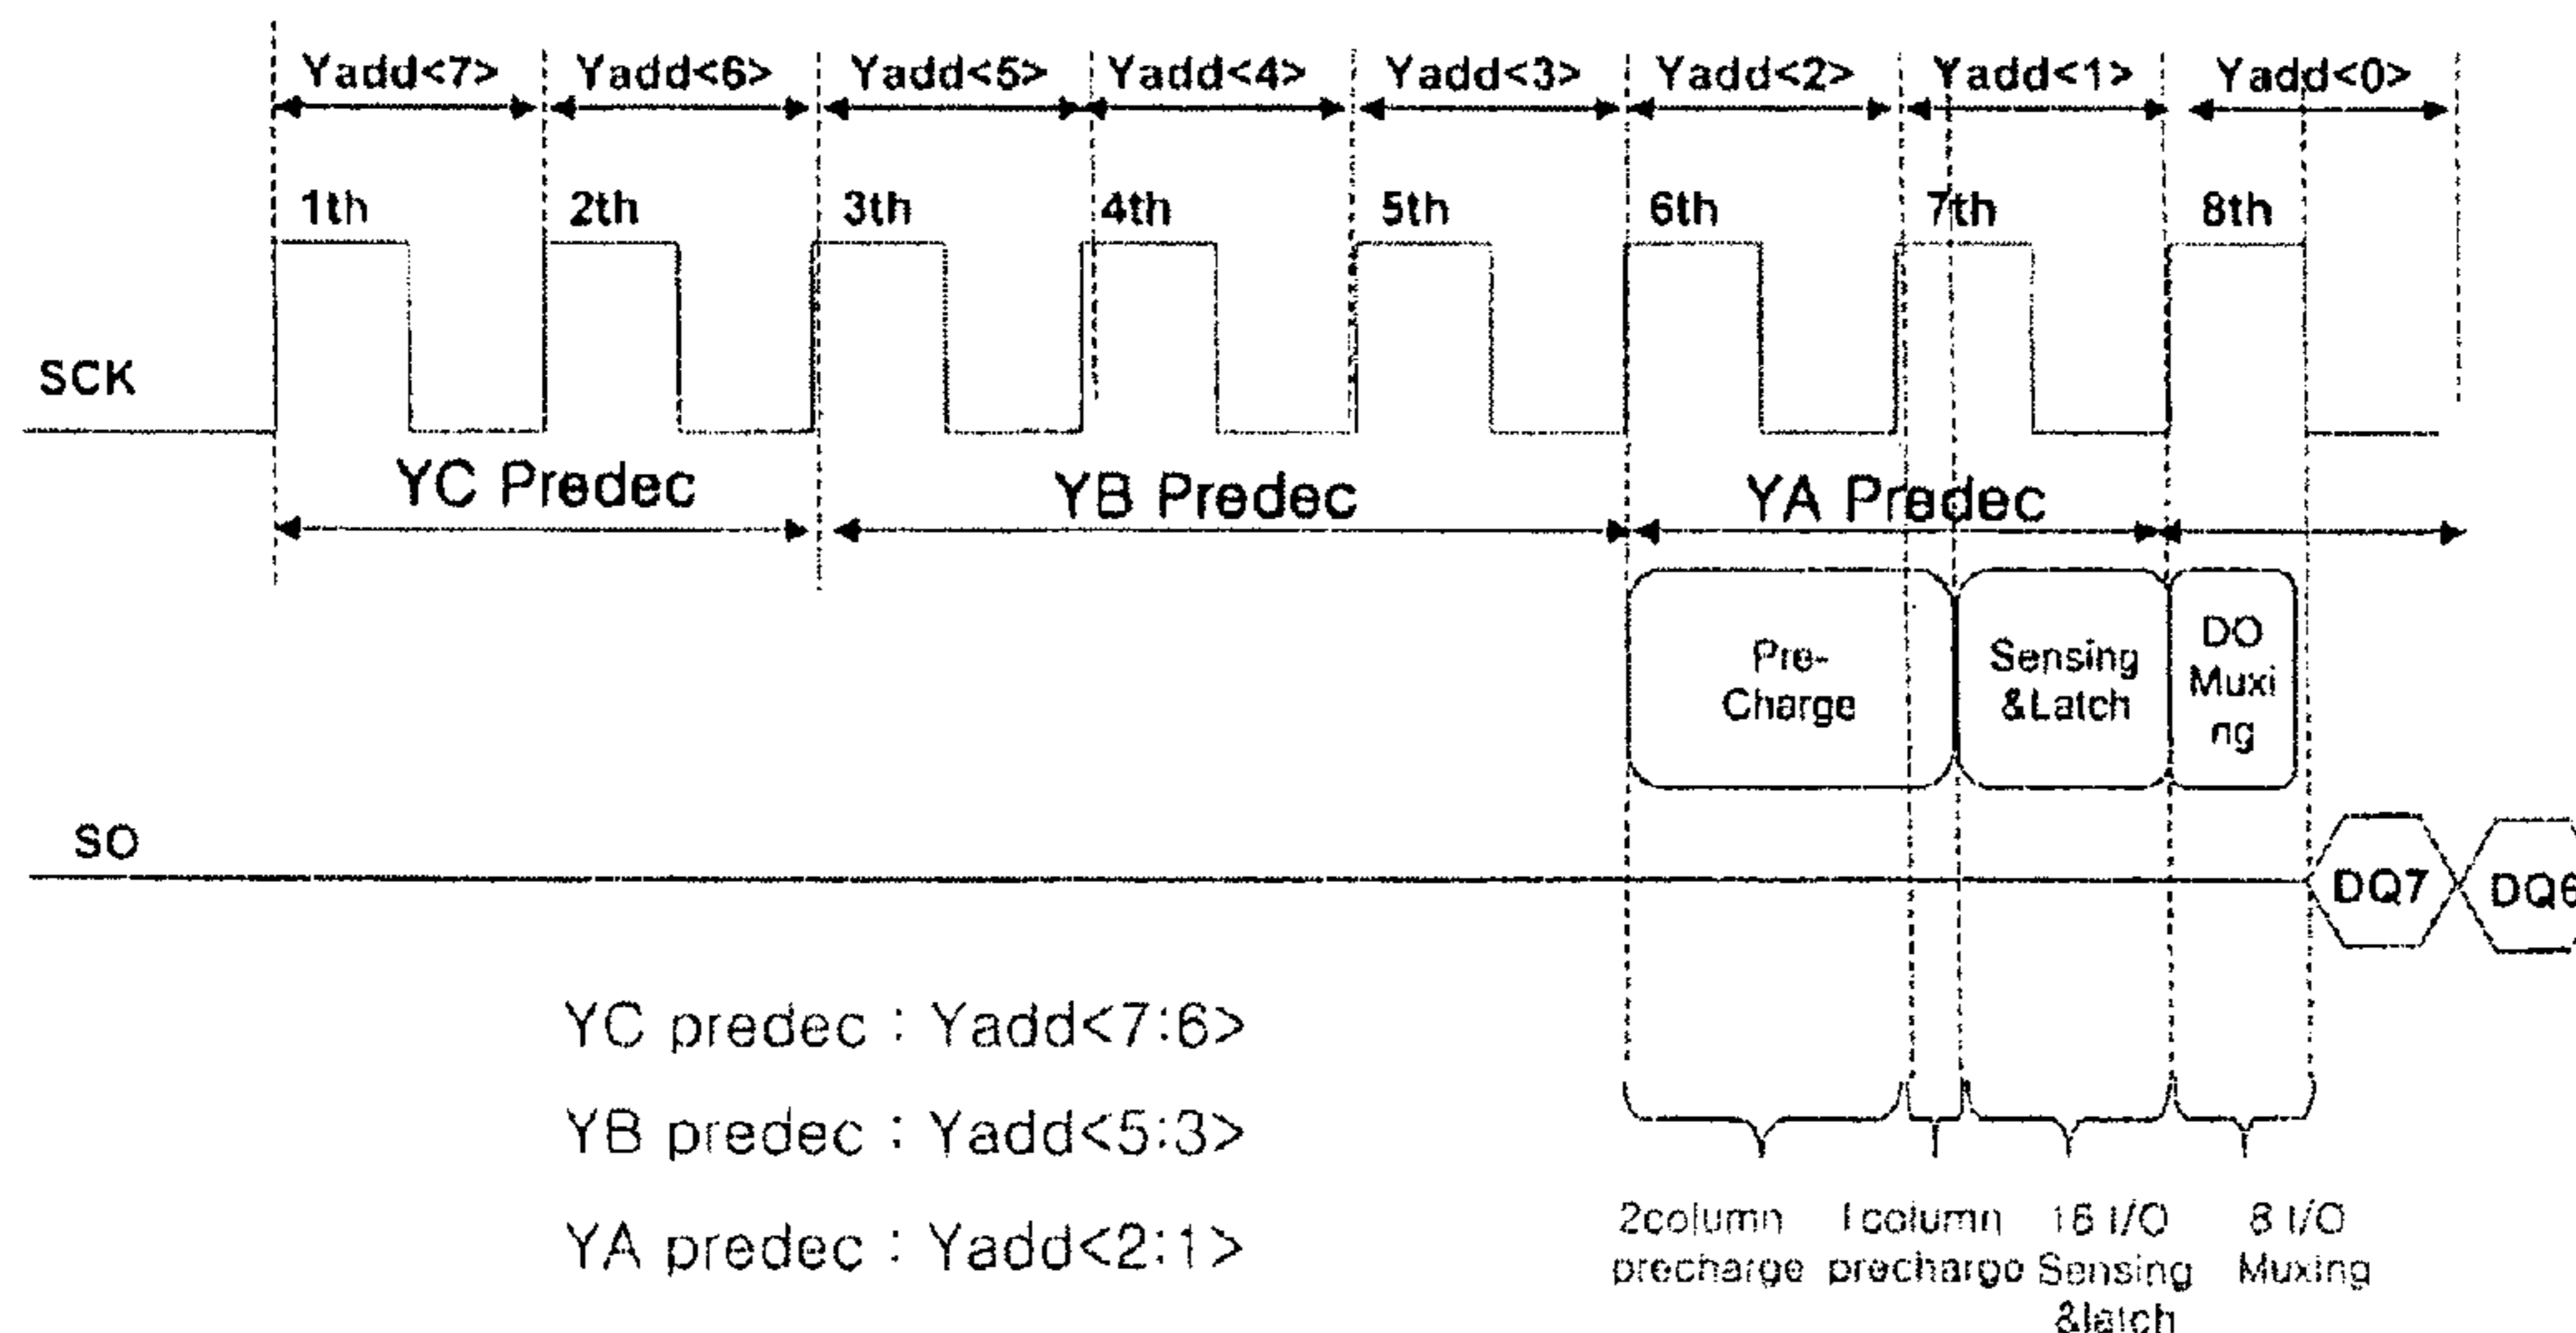 Yadd<7> Yadd<6> Yadd<5> Yadd<4> Yadd<3> Yadd<2> Yadd<1> Yadd<0>
1th 2th 3th 4th 5th 6th 7th 8th
SCK
YC Predec YB Predec YA Predec
Pre-
Charge
Sensing
&Latch
DO
Muxi
ng
SO
DQ7 DQ6
YC predec : Yadd<7:6>
YB predec : Yadd<5:3>
YA predec : Yadd<2:1>
2column
precharge
1column
precharge
16 I/O
Sensing
&latch
8 I/O
Muxing